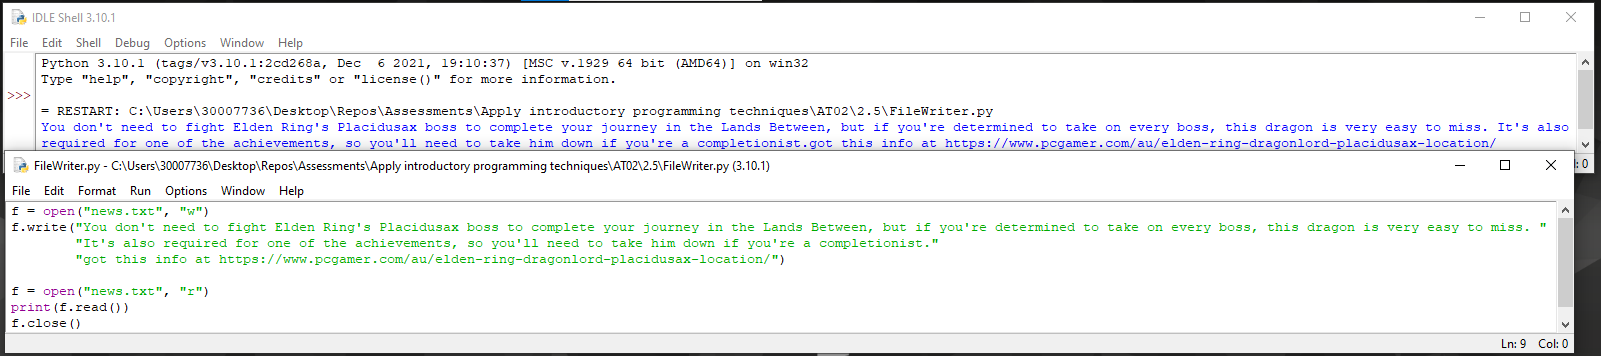 IDLE Shell 3.10.1
File Edit Shell Debug Options Window Help
Python 3.10.1 (tags/v3.10.1:2cd268a, Dec  6 2021, 19:10:37) [MSC v.1929 64 bit (AMD64)] on win32
Type "help", "copyright", "credits" or "license()" for more information.
>>>
= RESTART: C:\Users\30007736\Desktop\Repos\Assessments\Apply introductory programming techniques\AT02\2.5\FileWriter.py
You don't need to fight Elden Ring's Placidusax boss to complete your journey in the Lands Between, but if you're determined to take on every boss, this dragon is very easy to miss. It's also
required for one of the achievements, so you'll need to take him down if you're a completionist.got this info at https://www.pcgamer.com/au/elden-ring-dragonlord-placidusax-location/
: 0
FileWriter.py - C:\Users\30007736\Desktop\Repos\Assessments\Apply introductory programming techniques\AT02\2.5\FileWriter.py (3.10.1)
File Edit Format Run Options Window Help
f = open("news.txt", "w")
f.write("You don't need to fight Elden Ring's Placidusax boss to complete your journey in the Lands Between, but if you're determined to take on every boss, this dragon is very easy to miss. "
"It's also required for one of the achievements, so you'll need to take him down if you're a completionist."
"got this info at https://www.pcgamer.com/au/elden-ring-dragonlord-placidusax-location/")
f = open("news.txt", "r")
print(f.read())
f.close()
Ln: 9 Col: 0